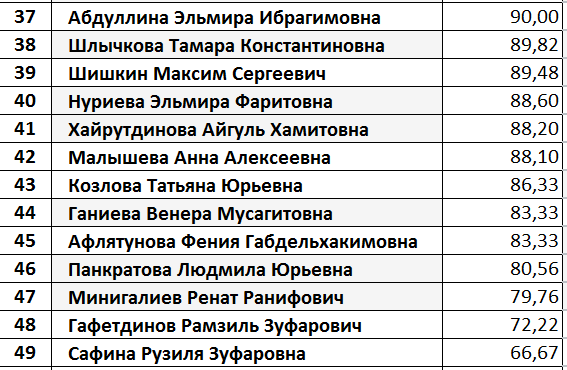 37 Абдуллина Эльмира Ибрагимовна 90,00
38 Шлычкова Тамара Константиновна 89,82
39 Шишкин Максим Сергеевич 89,48
40 Нуриева Эльмира Фаритовна 88,60
41 Хайрутдинова Айгуль Хамитовна 88,20
42 Малышева Анна Алексеевна 88,10
43 Козлова Татьяна Юрьевна 86,33
44 Ганиева Венера Мусагитовна 83,33
45 Афлятунова Фения Габдельхакимовна 83,33
46 Панкратова Людмила Юрьевна 80,56
47 Минигалиев Ренат Ранифович 79,76
48 Гафетдинов Рамзиль Зуфарович 72,22
49 Сафина Рузиля Зуфаровна 66,67